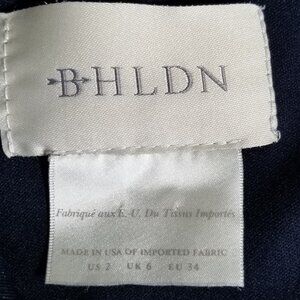 BHLDN
Fabriqué aux É.-U. Du Tissus Importés
MADE IN USA OF IMPORTED FABRIC
US 2 UK 6 EU 34